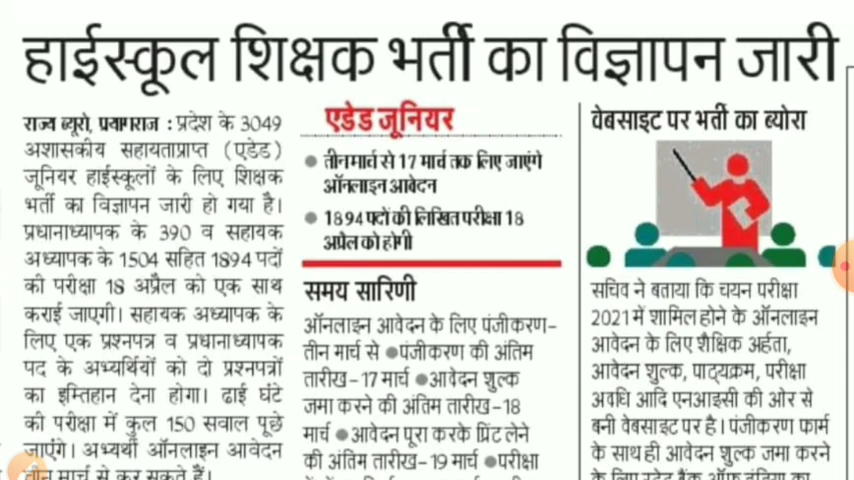 हाईस्कूल शिक्षक भर्ती का विज्ञापन जारी
राज्य ब्यूरो, प्रयागराज : प्रदेश के 3049
अशासकीय सहायताप्राप्त (एडेड)
जूनियर हाईस्कूलों के लिए शिक्षक
भर्ती का विज्ञापन जारी हो गया है।
प्रधानाध्यापक के 390 व सहायक
अध्यापक के 1504 सहित 1894 पदों
की परीक्षा 18 अप्रैल को एक साथ
कराई जाएगी। सहायक अध्यापक के
लिए एक प्रश्नपत्र व प्रधानाध्यापक
पद के अभ्यर्थियों को दो प्रश्नपत्रों
का इम्तिहान देना होगा। ढाई घंटे
की परीक्षा में कुल 150 सवाल पूछे
जाएंगे। अभ्यर्थी ऑनलाइन आवेदन
तीन मार्च से कर सकते हैं।
एडेड जूनियर
● तीन मार्च से 17 मार्च तक लिए जाएंगे
ऑनलाइन आवेदन
● 1894 पदों की लिखित परीक्षा 18
अप्रैल को होगी
समय सारिणी
ऑनलाइन आवेदन के लिए पंजीकरण-
तीन मार्च से ●पंजीकरण की अंतिम
तारीख-17 मार्च ●आवेदन शुल्क
जमा करने की अंतिम तारीख-18
मार्च ●आवेदन पूरा करके प्रिंट लेने
की अंतिम तारीख- 19 मार्च ●परीक्षा
वेबसाइट पर भर्ती का ब्योरा
सचिव ने बताया कि चयन परीक्षा
2021 में शामिल होने के ऑनलाइन
आवेदन के लिए शैक्षिक अर्हता,
आवेदन शुल्क, पाठ्यक्रम, परीक्षा
अवधि आदि एनआइसी की ओर से
बनी वेबसाइट पर है। पंजीकरण फार्म
के साथ ही आवेदन शुल्क जमा करने
के लिए स्टेट बैंक ऑफ इंडिया का